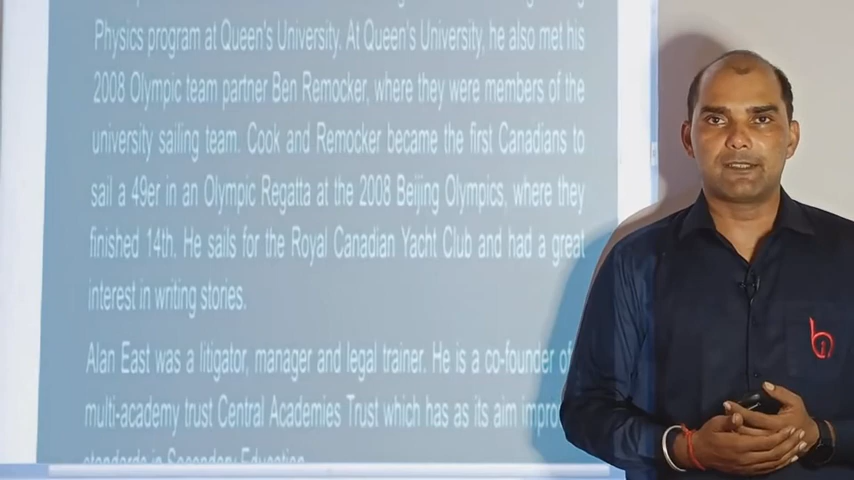 Physics program at Queen's University. At Queen's University, he also met his
2008 Olympic team partner Ben Remocker, where they were members of the
university sailing team. Cook and Remocker became the first Canadians to
sail a 49er in an Olympic Regatta at the 2008 Beijing Olympics, where they
finished 14th. He sails for the Royal Canadian Yacht Club and had a great
interest in writing stories.
Alan East was a litigator, manager and legal trainer. He is a co-founder of
multi-academy trust Central Academies Trust which has as its aim
standards in Secondary Education